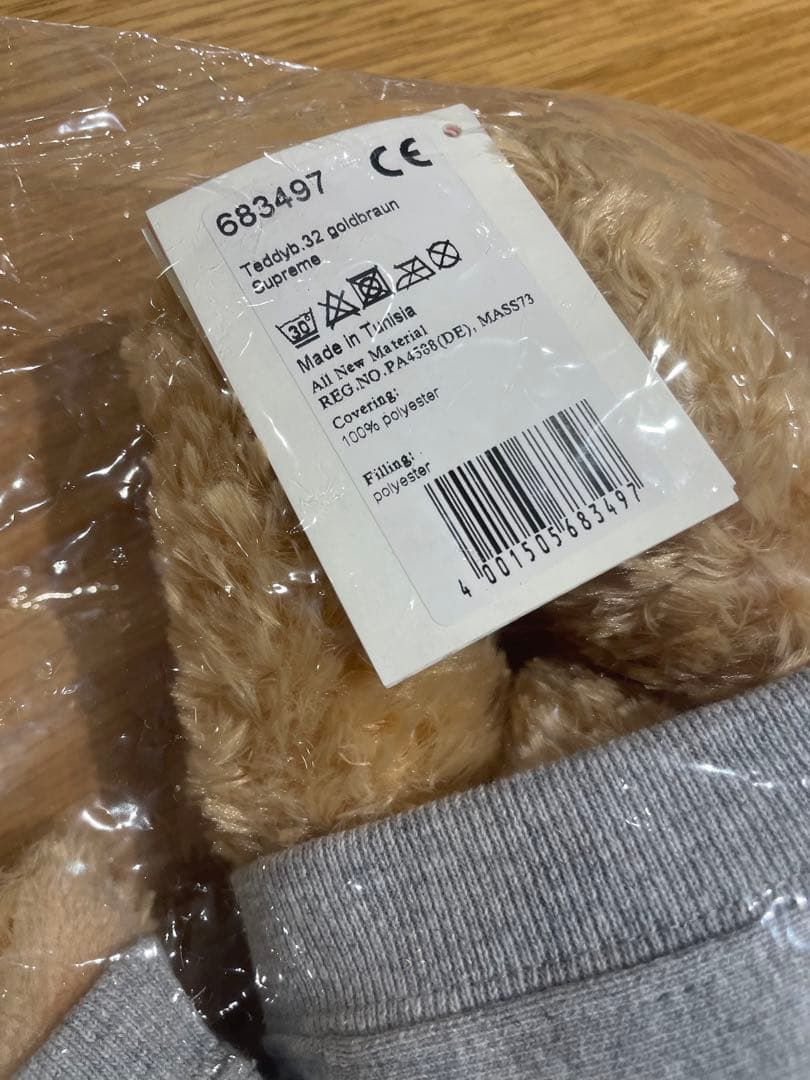 683497 CE
Teddyb.32 goldbraun
Supreme
30°
Made in Tunisia
All New Material
REG.NO.PA4588(DE), MASS73
Covering:
100% polyester
Filling:
polyester
4 001505 683497